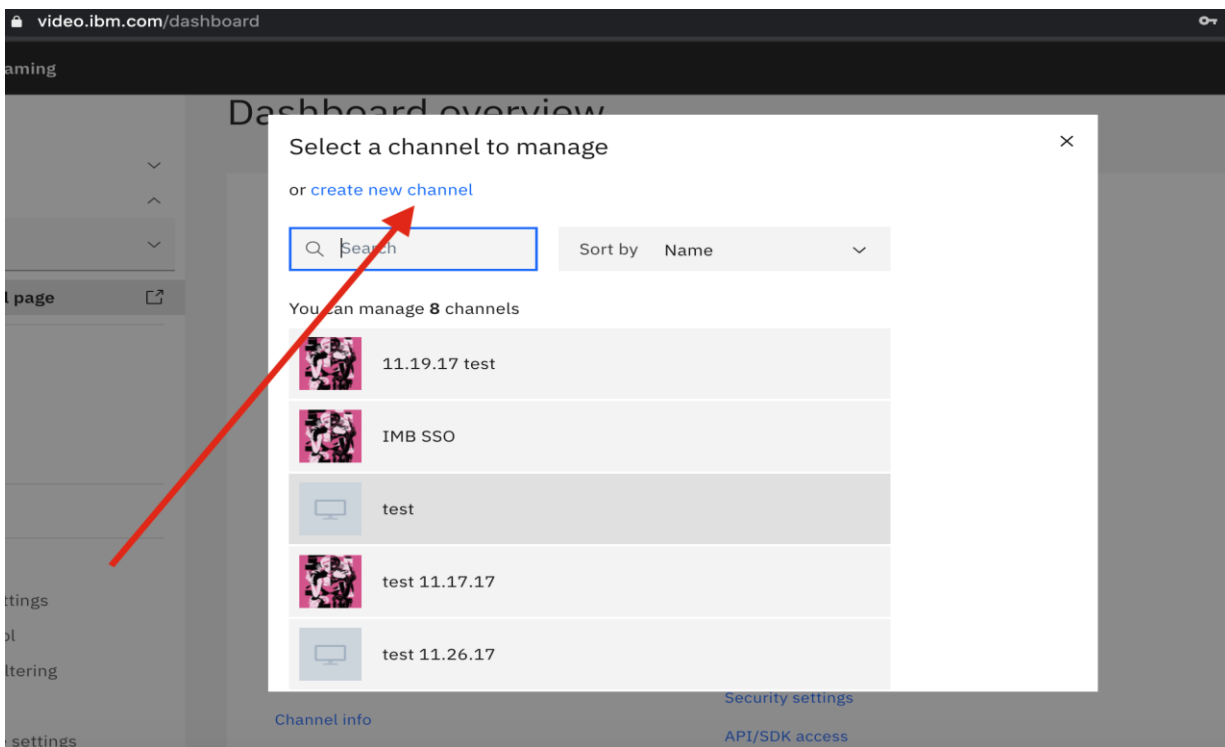 video.ibm.com/dashboard
aming
Dashboard overview
Select a channel to manage
or create new channel
Search
Sort by Name
You can manage 8 channels
l page
11.19.17 test
IMB SSO
test
test 11.17.17
test 11.26.17
ttings
ol
ltering
settings
Channel info
Security settings
API/SDK access